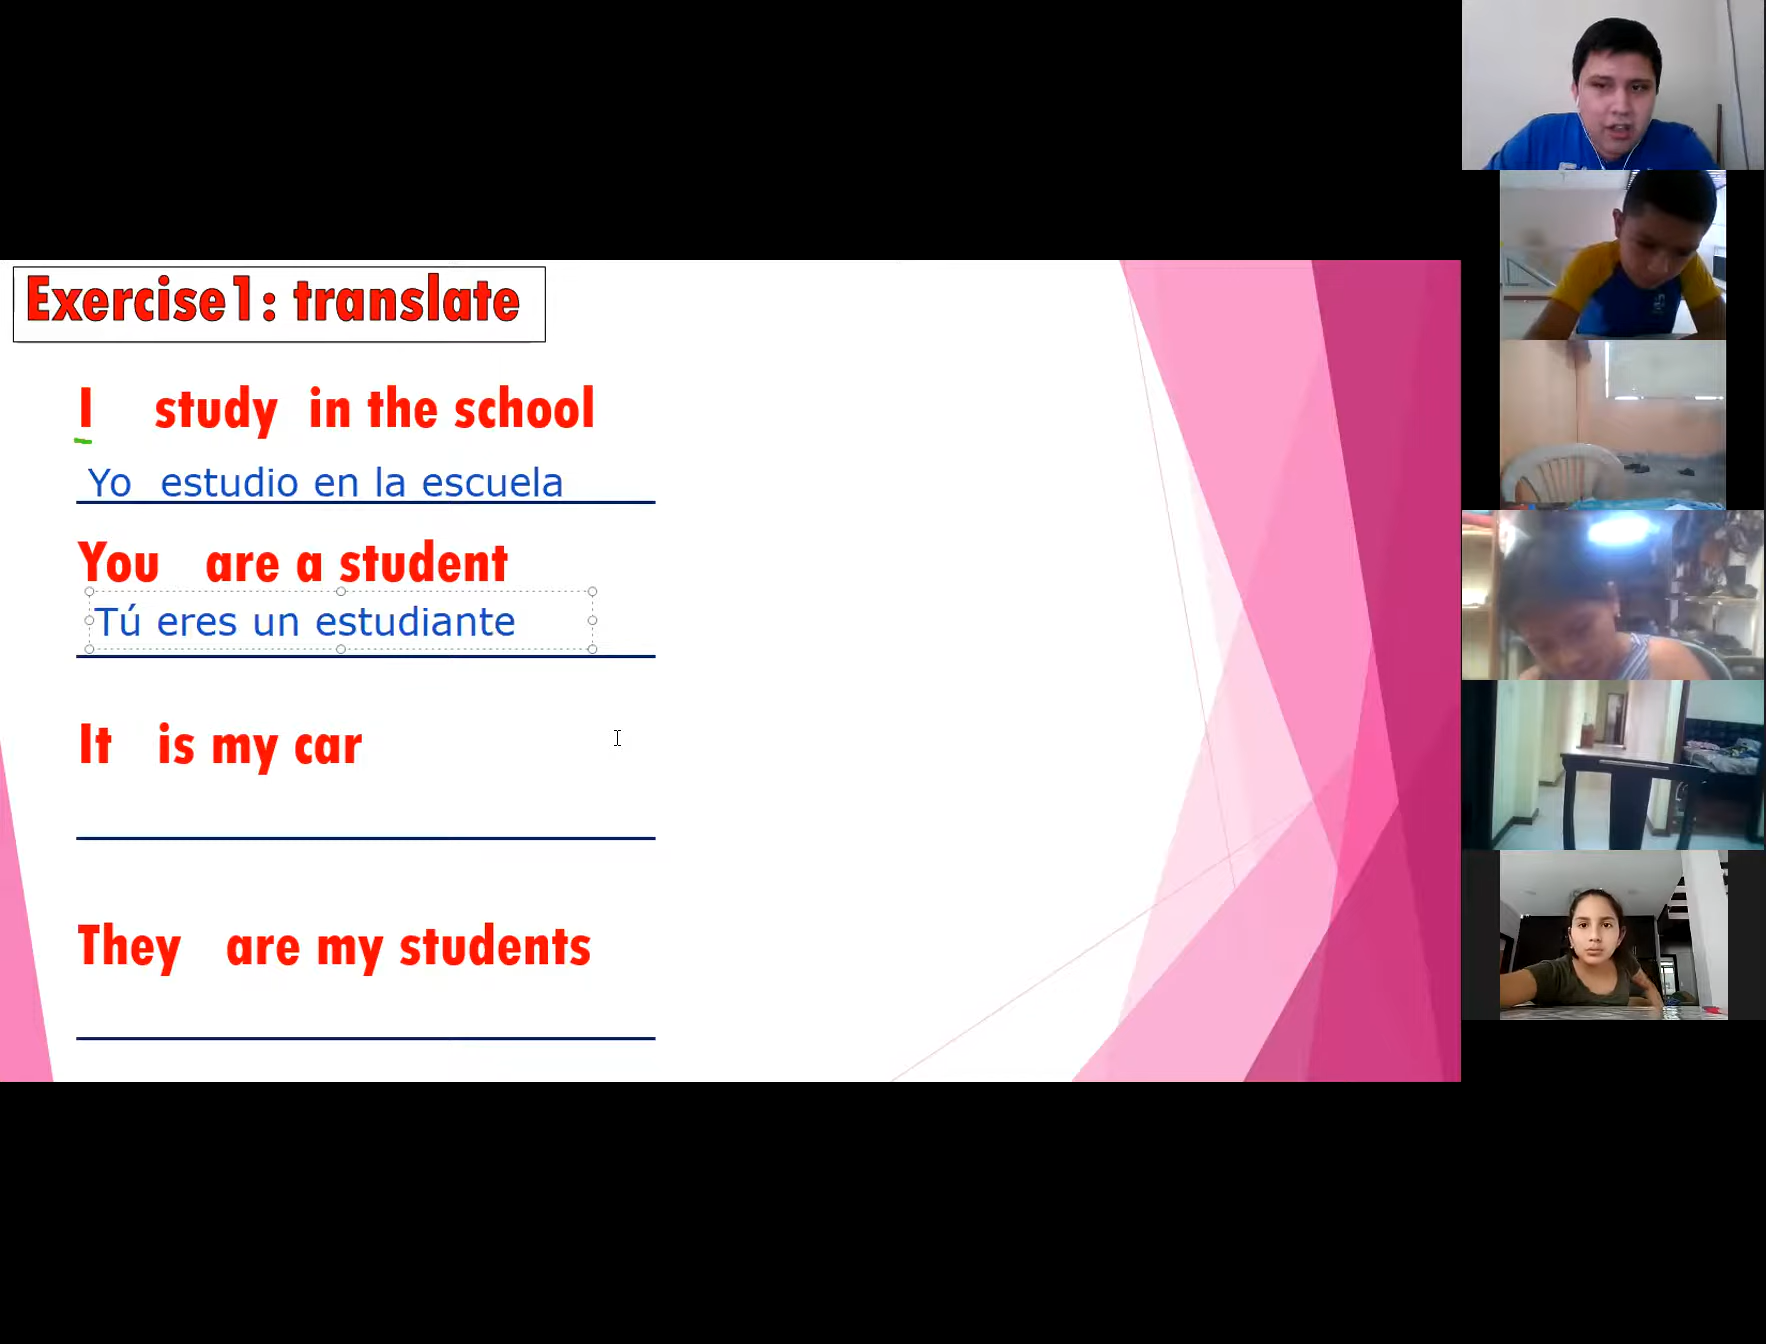 Exercise1: translate
I study in the school
Yo estudio en la escuela
You are a student
Tú eres un estudiante
It is my car
They are my students